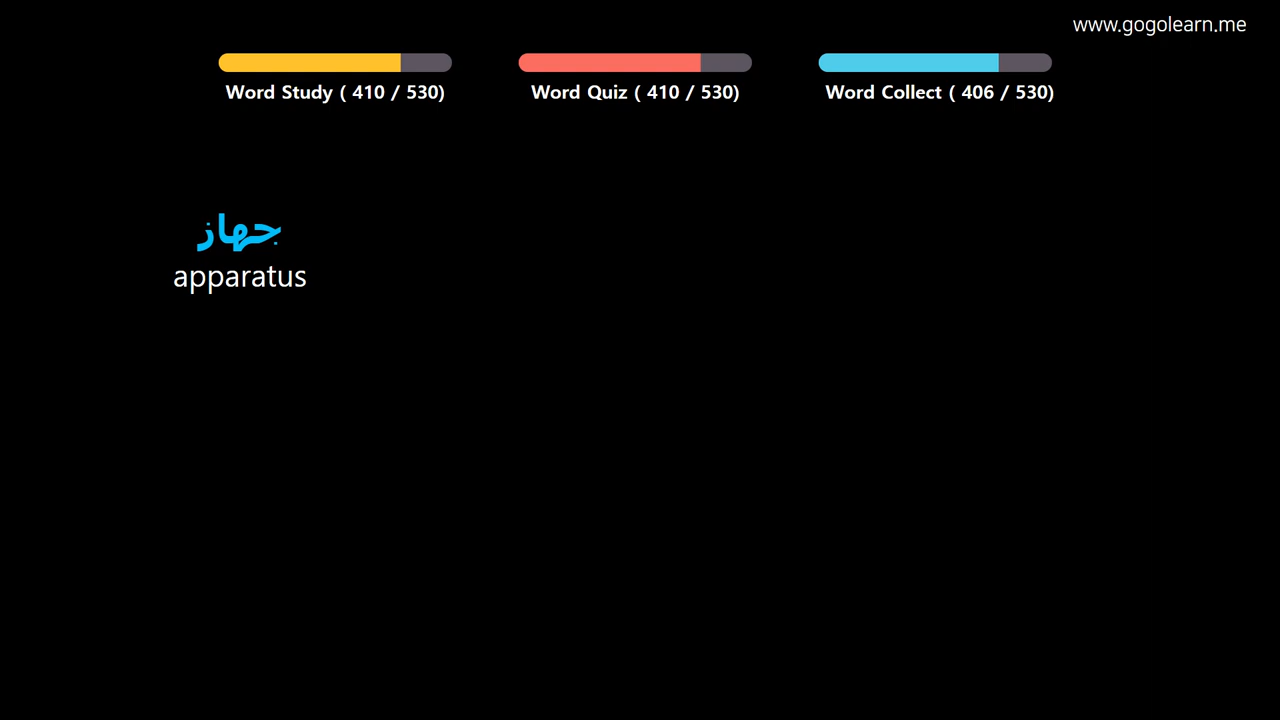 www.gogolearn.me
Word Study ( 410 / 530)
Word Quiz ( 410 / 530)
Word Collect ( 406 / 530)
جهاز
apparatus